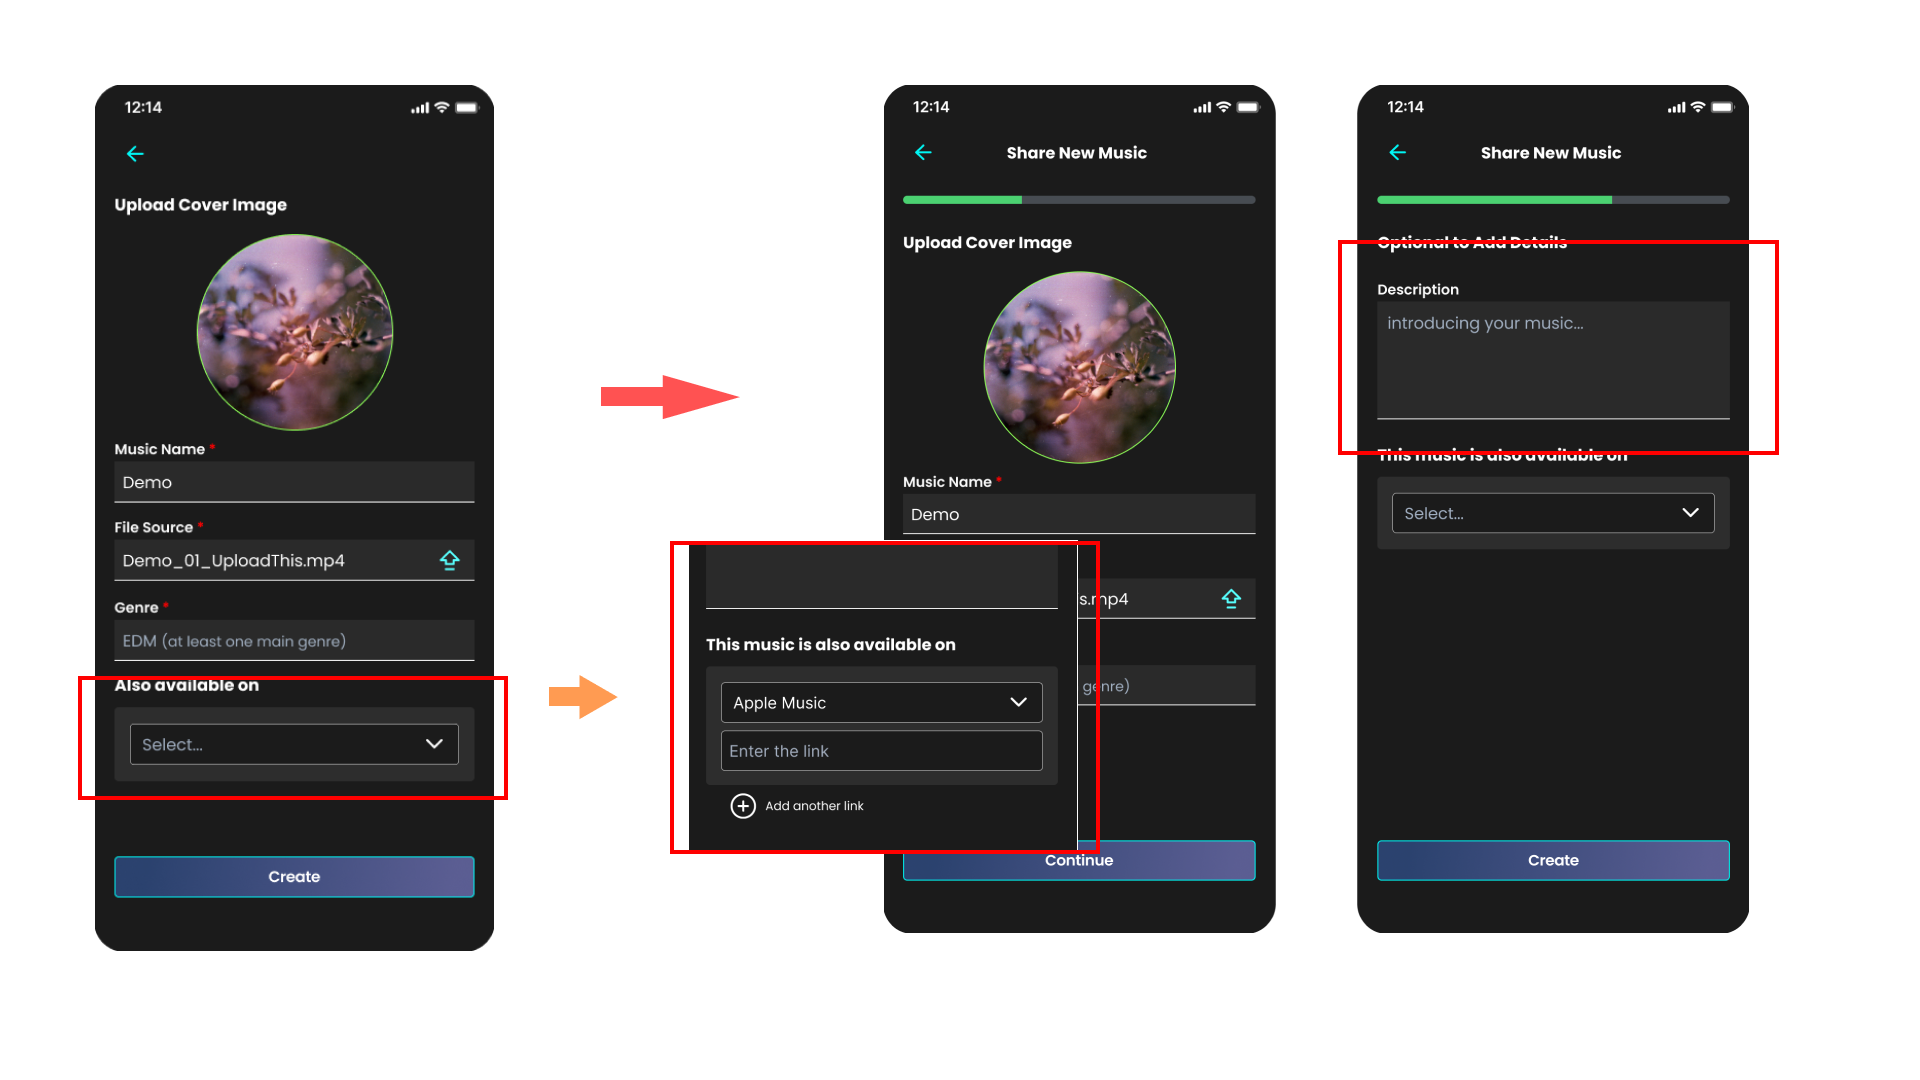 12:14
Upload Cover Image
Music Name *
Demo
File Source *
Demo_01_UploadThis.mp4
Genre *
EDM (at least one main genre)
Also available on
Select...
Create
12:14
Share New Music
Upload Cover Image
Music Name *
Demo
s.mp4
genre)
Continue
This music is also available on
Apple Music
Enter the link
Add another link
12:14
Share New Music
Optional to Add Details
Description
introducing your music...
This music is also available on
Select...
Create